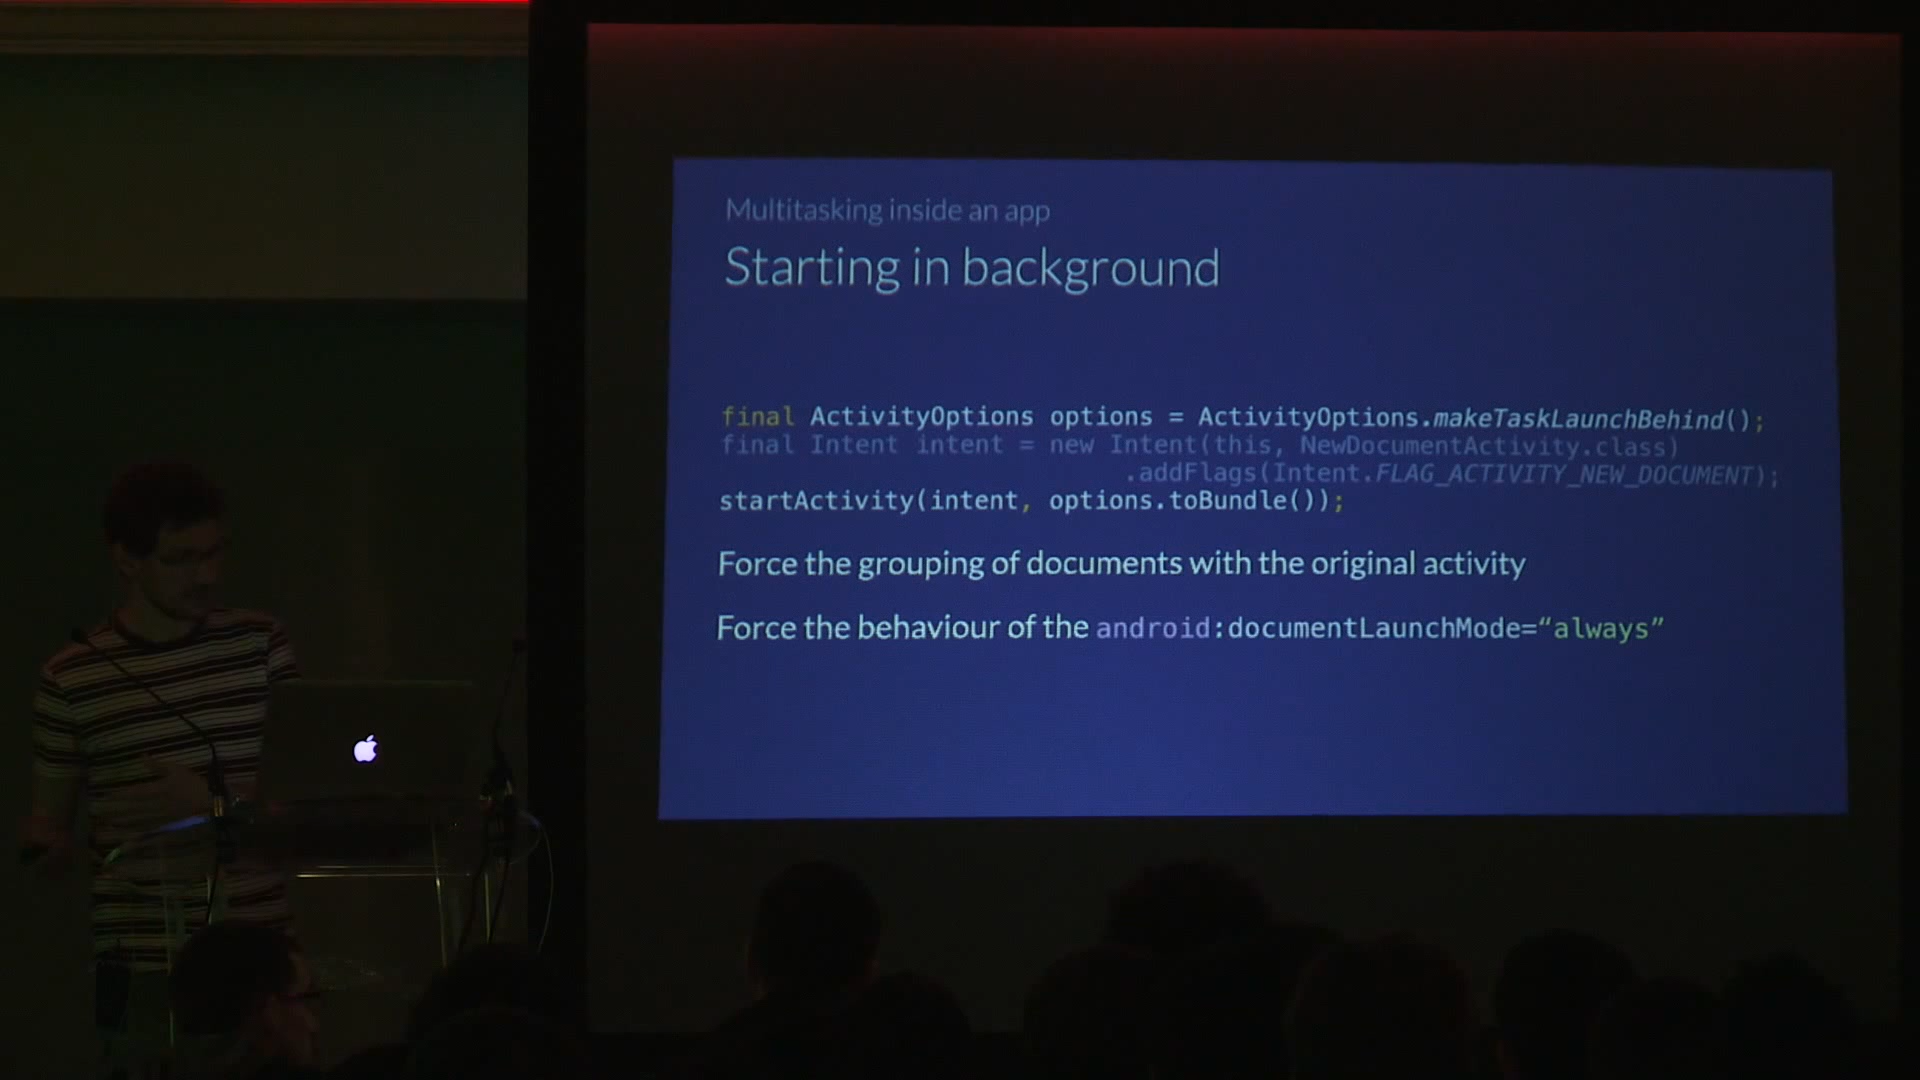 Multitasking inside an app
Starting in background
final ActivityOptions options = ActivityOptions.makeTaskLaunchBehind();
final Intent intent = new Intent(this, NewDocumentActivity.class)
.addFlags(Intent.FLAG_ACTIVITY_NEW_DOCUMENT);
startActivity(intent, options.toBundle());
Force the grouping of documents with the original activity
Force the behaviour of the android:documentLaunchMode=“always”